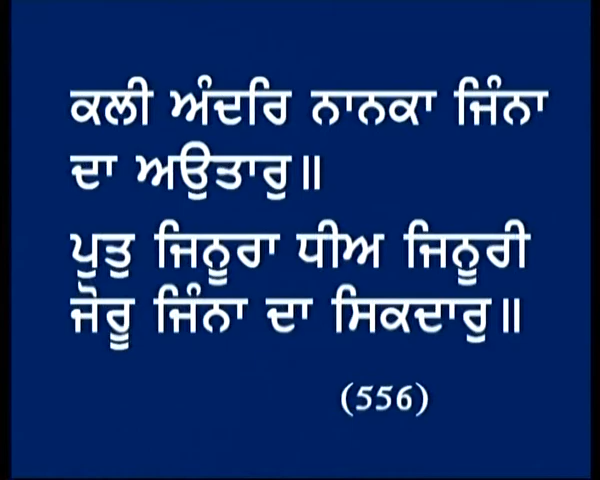 ਕਲੀ ਅੰਦਰਿ ਨਾਨਕਾ ਜਿੰਨਾ
ਦਾ ਅਉਤਾਰੁ॥
ਪੁਤੁ ਜਿਨੂਰਾ ਧੀਅ ਜਿਨੂਰੀ
ਜੋਰੂ ਜਿੰਨਾ ਦਾ ਸਿਕਦਾਰੁ॥
(556)